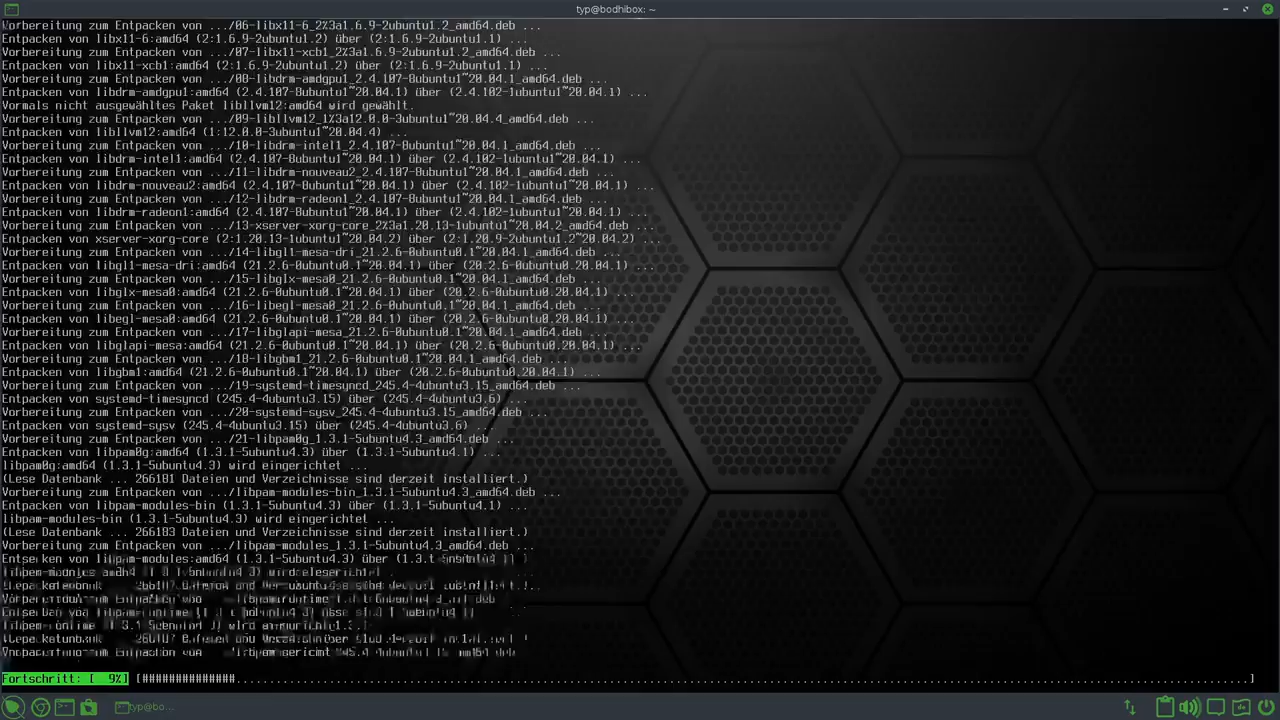 typ@bodhibox: ~
Vorbereitung zum Entpacken von .../06-libx11-6_2%3a1.6.9-2ubuntu1.2_amd64.deb ...
Entpacken von libx11-6:amd64 (2:1.6.9-2ubuntu1.2) über (2:1.6.9-2ubuntu1.1) ...
Vorbereitung zum Entpacken von .../07-libx11-xcb1_2%3a1.6.9-2ubuntu1.2_amd64.deb ...
Entpacken von libx11-xcb1:amd64 (2:1.6.9-2ubuntu1.2) über (2:1.6.9-2ubuntu1.1) ...
Vorbereitung zum Entpacken von .../08-libdrm-amdgpu1_2.4.107-8ubuntu1~20.04.1_amd64.deb ...
Entpacken von libdrm-amdgpu1:amd64 (2.4.107-8ubuntu1~20.04.1) über (2.4.102-1ubuntu1~20.04.1) ...
Vormals nicht ausgewähltes Paket libllvm12:amd64 wird gewählt.
Vorbereitung zum Entpacken von .../09-libllvm12_1%3a12.0.0-3ubuntu1~20.04.4_amd64.deb ...
Entpacken von libllvm12:amd64 (1:12.0.0-3ubuntu1~20.04.4) ...
Vorbereitung zum Entpacken von .../10-libdrm-intel1_2.4.107-8ubuntu1~20.04.1_amd64.deb ...
Entpacken von libdrm-intel1:amd64 (2.4.107-8ubuntu1~20.04.1) über (2.4.102-1ubuntu1~20.04.1) ...
Vorbereitung zum Entpacken von .../11-libdrm-nouveau2_2.4.107-8ubuntu1~20.04.1_amd64.deb ...
Entpacken von libdrm-nouveau2:amd64 (2.4.107-8ubuntu1~20.04.1) über (2.4.102-1ubuntu1~20.04.1) ...
Vorbereitung zum Entpacken von .../12-libdrm-radeon1_2.4.107-8ubuntu1~20.04.1_amd64.deb ...
Entpacken von libdrm-radeon1:amd64 (2.4.107-8ubuntu1~20.04.1) über (2.4.102-1ubuntu1~20.04.1) ...
Vorbereitung zum Entpacken von .../13-xserver-xorg-core_2%3a1.20.13-1ubuntu1~20.04.2_amd64.deb ...
Entpacken von xserver-xorg-core (2:1.20.13-1ubuntu1~20.04.2) über (2:1.20.9-2ubuntu1.2~20.04.2) ...
Vorbereitung zum Entpacken von .../14-libgl1-mesa-dri_21.2.6-0ubuntu0.1~20.04.1_amd64.deb ...
Entpacken von libgl1-mesa-dri:amd64 (21.2.6-0ubuntu0.1~20.04.1) über (20.2.6-0ubuntu0.20.04.1) ...
Vorbereitung zum Entpacken von .../15-libglx-mesa0_21.2.6-0ubuntu0.1~20.04.1_amd64.deb ...
Entpacken von libglx-mesa0:amd64 (21.2.6-0ubuntu0.1~20.04.1) über (20.2.6-0ubuntu0.20.04.1) ...
Vorbereitung zum Entpacken von .../16-libegl-mesa0_21.2.6-0ubuntu0.1~20.04.1_amd64.deb ...
Entpacken von libegl-mesa0:amd64 (21.2.6-0ubuntu0.1~20.04.1) über (20.2.6-0ubuntu0.20.04.1) ...
Vorbereitung zum Entpacken von .../17-libglapi-mesa_21.2.6-0ubuntu0.1~20.04.1_amd64.deb ...
Entpacken von libglapi-mesa:amd64 (21.2.6-0ubuntu0.1~20.04.1) über (20.2.6-0ubuntu0.20.04.1) ...
Vorbereitung zum Entpacken von .../18-libgbm1_21.2.6-0ubuntu0.1~20.04.1_amd64.deb ...
Entpacken von libgbm1:amd64 (21.2.6-0ubuntu0.1~20.04.1) über (20.2.6-0ubuntu0.20.04.1) ...
Vorbereitung zum Entpacken von .../19-systemd-timesyncd_245.4-4ubuntu3.15_amd64.deb ...
Entpacken von systemd-timesyncd (245.4-4ubuntu3.15) über (245.4-4ubuntu3.6) ...
Vorbereitung zum Entpacken von .../20-systemd-sysv_245.4-4ubuntu3.15_amd64.deb ...
Entpacken von systemd-sysv (245.4-4ubuntu3.15) über (245.4-4ubuntu3.6) ...
Vorbereitung zum Entpacken von .../21-libpam0g_1.3.1-5ubuntu4.3_amd64.deb ...
Entpacken von libpam0g:amd64 (1.3.1-5ubuntu4.3) über (1.3.1-5ubuntu4.1) ...
libpam0g:amd64 (1.3.1-5ubuntu4.3) wird eingerichtet ...
(Lese Datenbank ... 266181 Dateien und Verzeichnisse sind derzeit installiert.)
Vorbereitung zum Entpacken von .../libpam-modules-bin_1.3.1-5ubuntu4.3_amd64.deb ...
Entpacken von libpam-modules-bin (1.3.1-5ubuntu4.3) über (1.3.1-5ubuntu4.1) ...
libpam-modules-bin (1.3.1-5ubuntu4.3) wird eingerichtet ...
(Lese Datenbank ... 266183 Dateien und Verzeichnisse sind derzeit installiert.)
Vorbereitung zum Entpacken von .../libpam-modules_1.3.1-5ubuntu4.3_amd64.deb ...
von libpam-modules:amd64 (1.3.1-5ubuntu4.3) über
Fortschritt: [  9%] [##############..........]
typ@bo...